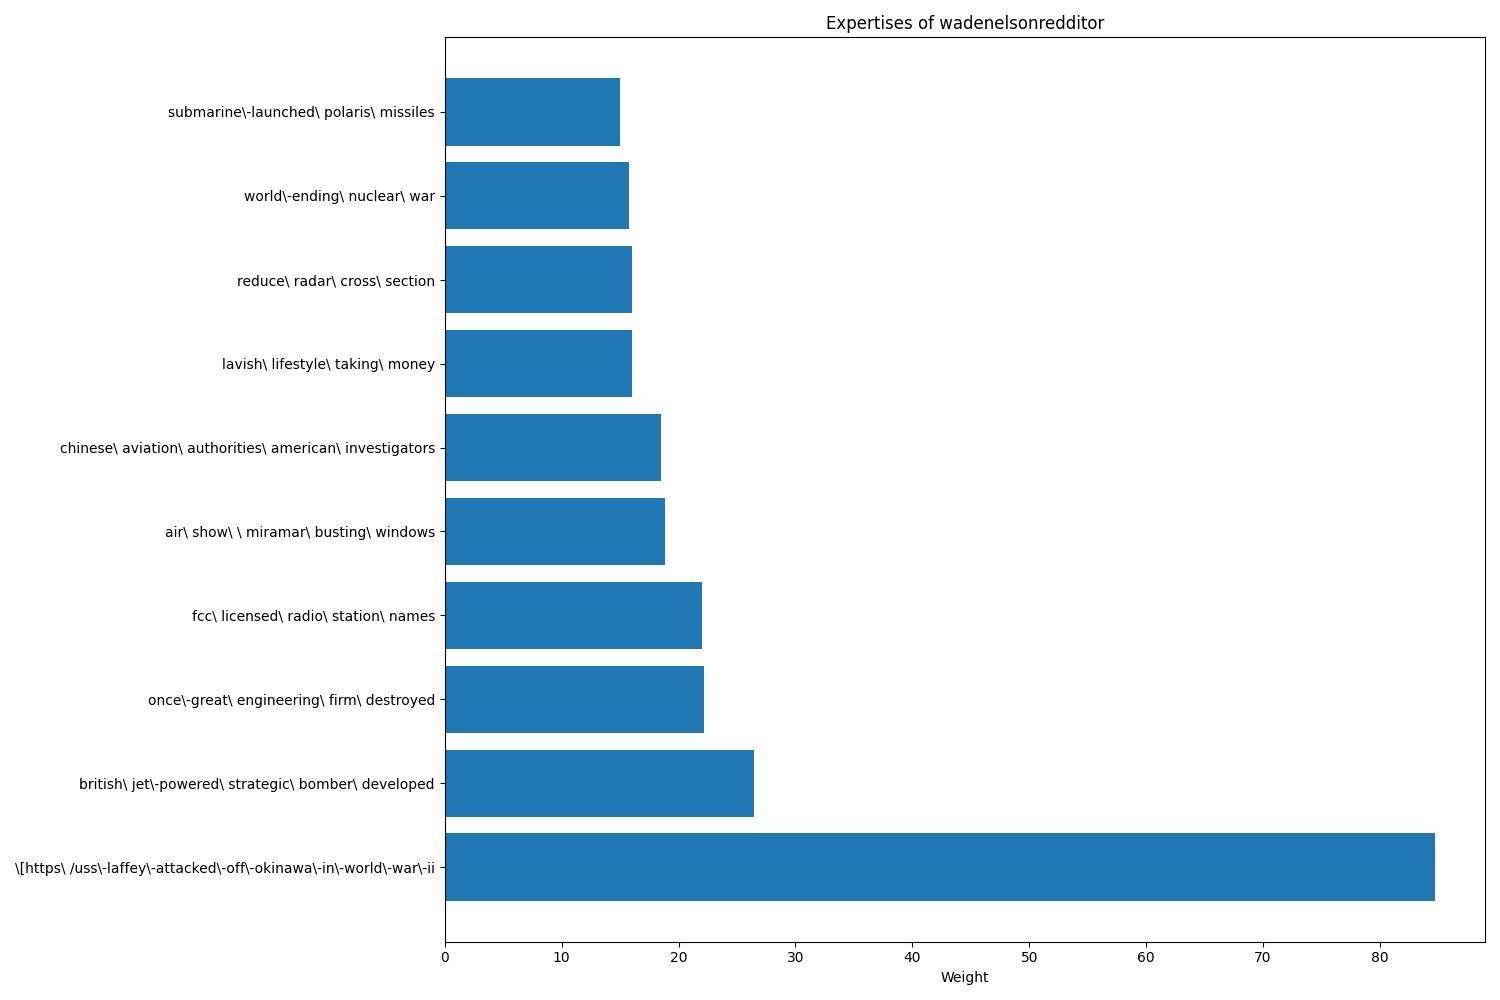 Expertises of wadenelsonredditor
submarine\-launched\ polaris\ missiles
world\-ending\ nuclear\ war
reduce\ radar\ cross\ section
lavish\ lifestyle\ taking\ money
chinese\ aviation\ authorities\ american\ investigators
air\ show\ \ miramar\ busting\ windows
fcc\ licensed\ radio\ station\ names
once\-great\ engineering\ firm\ destroyed
british\ jet\-powered\ strategic\ bomber\ developed
\[https\ /uss\-laffey\-attacked\-off\-okinawa\-in\-world\-war\-ii
0 10 20 30 40 50 60 70 80
Weight